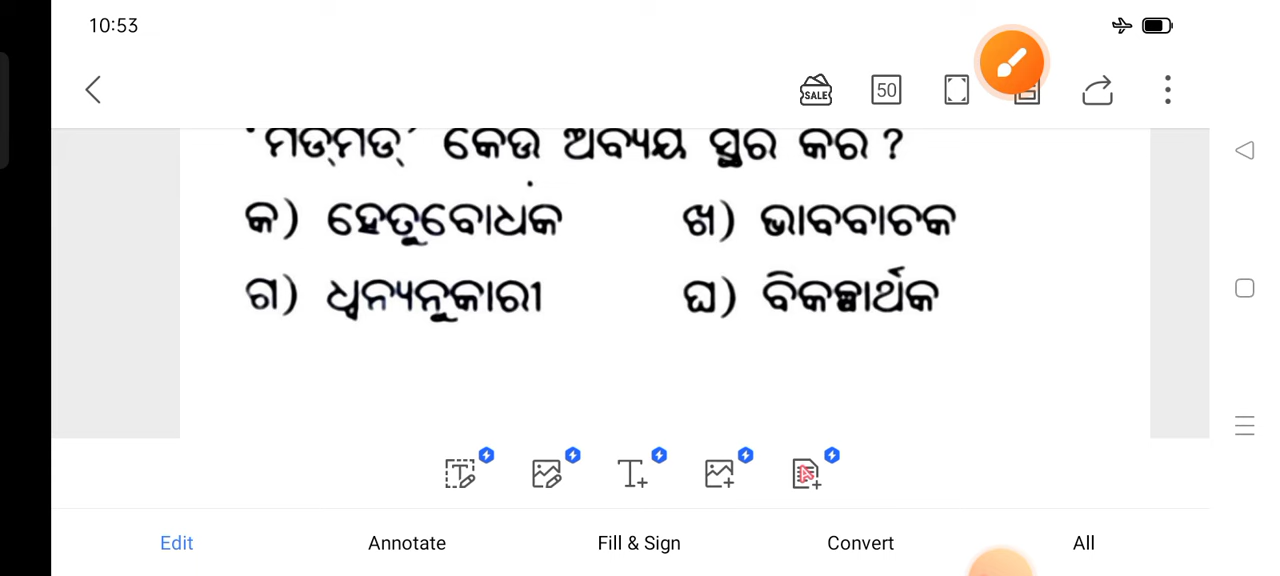 10:53
SALE
50
'ମଡ୍‌ମଡ୍‌' କେଉଁ ଅବ୍ୟୟ ସ୍ଥିର କର ?
କ) ହେତୁବୋଧକ ଖ) ଭାବବାଚକ
ଗ) ଧ୍ୱନ୍ୟନୁକାରୀ ଘ) ବିକଳ୍ପାର୍ଥକ
Edit Annotate Fill & Sign Convert All